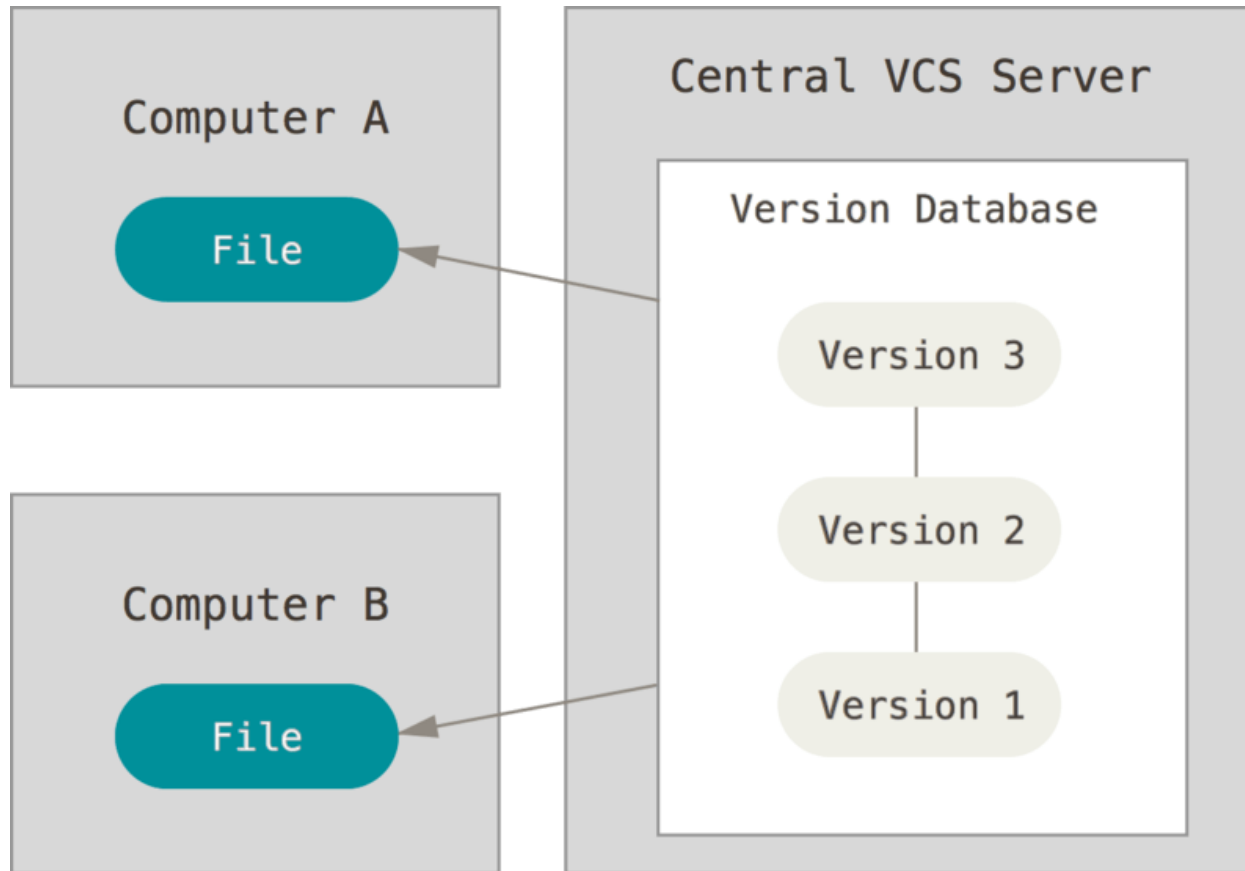 Computer A
File
Computer B
File
Central VCS Server
Version Database
Version 3
Version 2
Version 1